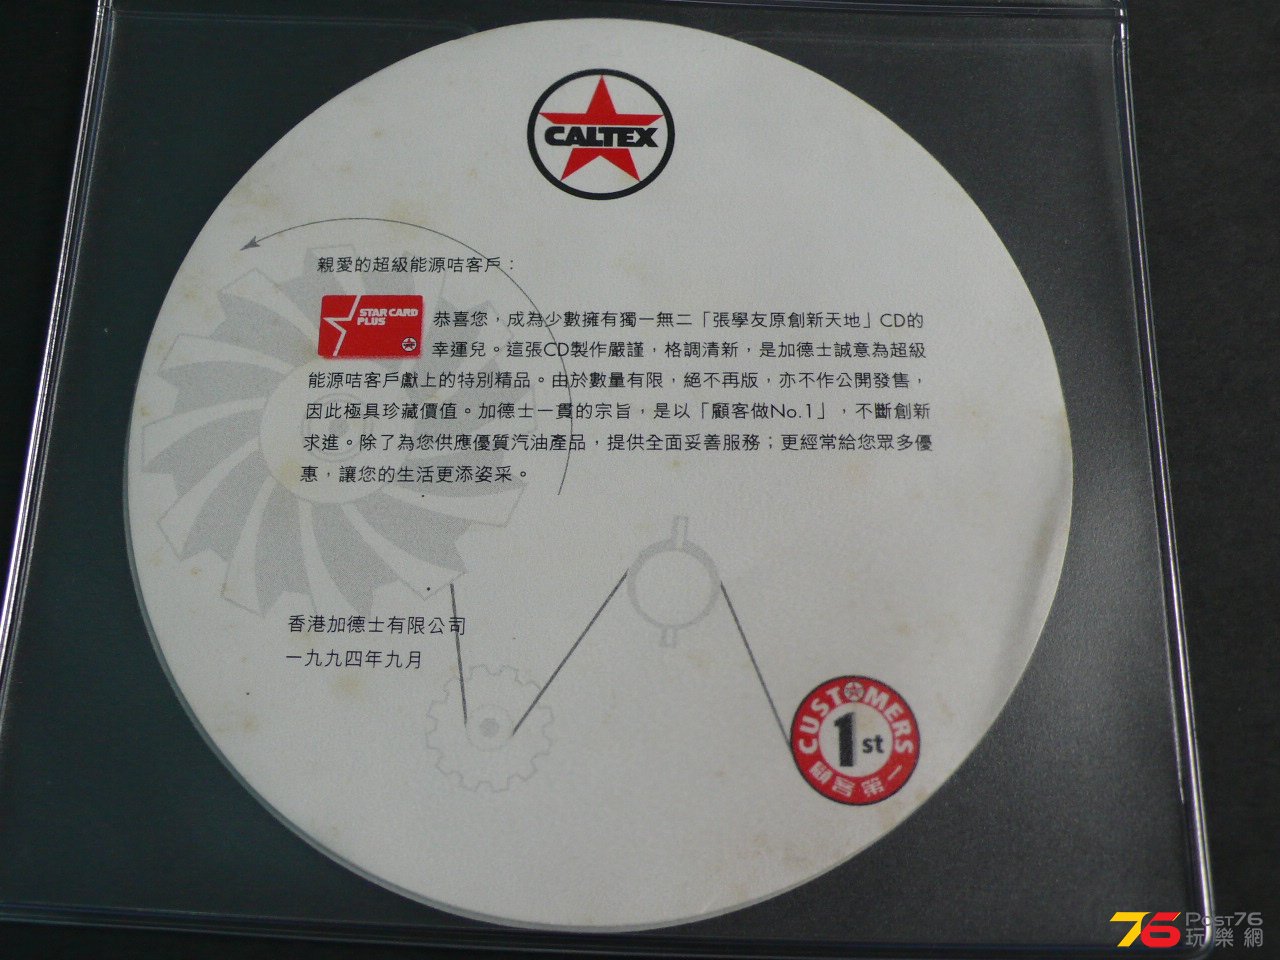 CALTEX
親愛的超級能源咭客戶：
STAR CARD
PLUS
恭喜您，成為少數擁有獨一無二「張學友原創新天地」CD的
幸運兒。這張CD製作嚴謹，格調清新，是加德士誠意為超級
能源咭客戶獻上的特別精品。由於數量有限，絕不再版，亦不作公開發售，
因此極具珍藏價值。加德士一貫的宗旨，是以「顧客做No.1」，不斷創新
求進。除了為您供應優質汽油產品，提供全面妥善服務；更經常給您眾多優
惠，讓您的生活更添姿采。
香港加德士有限公司
一九九四年九月
CUSTOMERS
1st
顧客第一
76 Post76
玩樂網